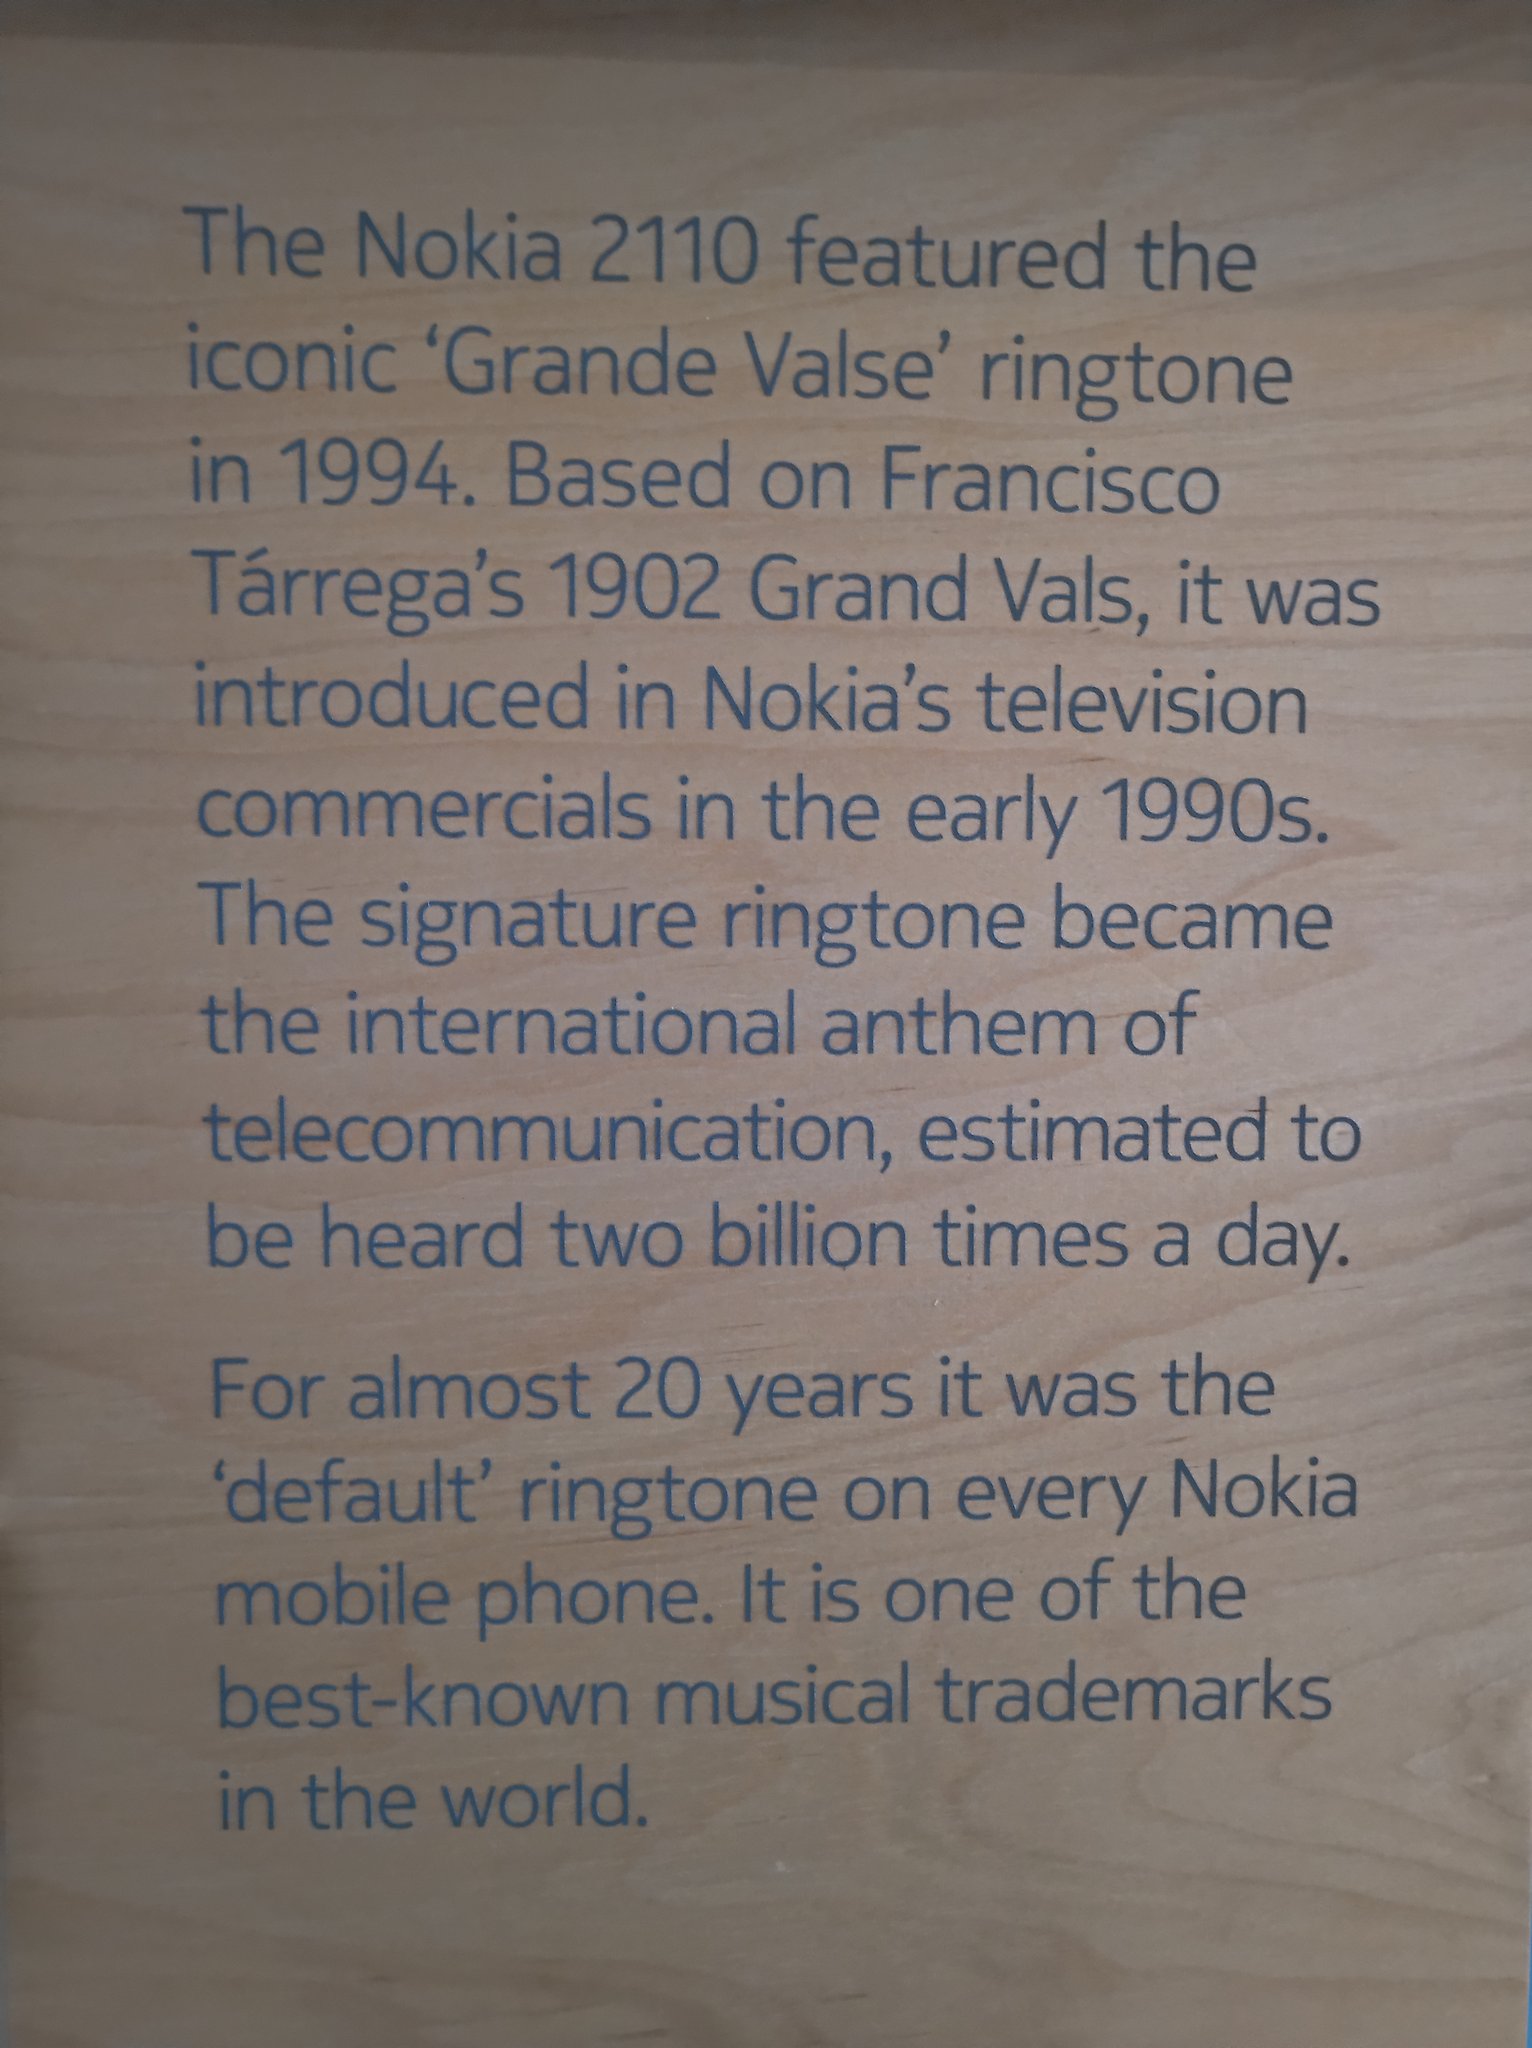 The Nokia 2110 featured the
iconic ‘Grande Valse’ ringtone
in 1994. Based on Francisco
Tárrega’s 1902 Grand Vals, it was
introduced in Nokia’s television
commercials in the early 1990s.
The signature ringtone became
the international anthem of
telecommunication, estimated to
be heard two billion times a day.
For almost 20 years it was the
‘default’ ringtone on every Nokia
mobile phone. It is one of the
best-known musical trademarks
in the world.